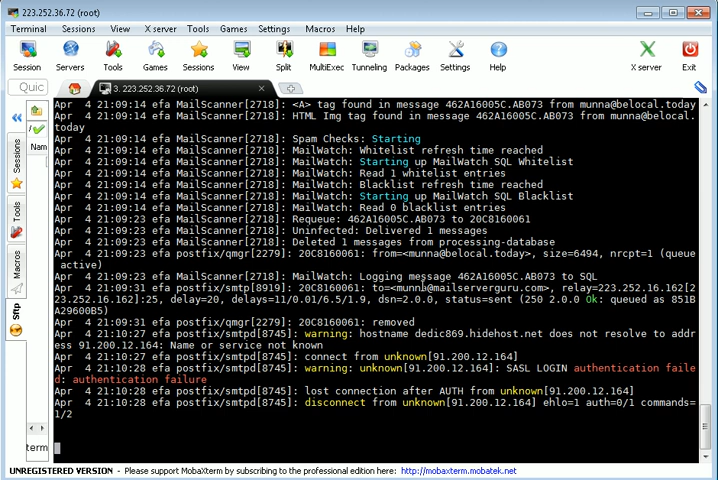 223.252.36.72 (root)
Terminal Sessions View X server Tools Games Settings Macros Help
Session Servers Tools Games Sessions View Split MultiExec Tunneling Packages Settings Help X server Exit
Quic
3. 223.252.36.72 (root)
Apr 4 21:09:14 efa MailScanner[2718]: <A> tag found in message 462A16005C.AB073 from munna@belocal.today
Apr 4 21:09:14 efa MailScanner[2718]: HTML Img tag found in message 462A16005C.AB073 from munna@belocal.
today
Apr 4 21:09:14 efa MailScanner[2718]: Spam Checks: Starting
Apr 4 21:09:14 efa MailScanner[2718]: MailWatch: Whitelist refresh time reached
Apr 4 21:09:14 efa MailScanner[2718]: MailWatch: Starting up MailWatch SQL Whitelist
Apr 4 21:09:14 efa MailScanner[2718]: MailWatch: Read 1 whitelist entries
Apr 4 21:09:14 efa MailScanner[2718]: MailWatch: Blacklist refresh time reached
Apr 4 21:09:14 efa MailScanner[2718]: MailWatch: Starting up MailWatch SQL Blacklist
Apr 4 21:09:14 efa MailScanner[2718]: MailWatch: Read 0 blacklist entries
Apr 4 21:09:23 efa MailScanner[2718]: Requeue: 462A16005C.AB073 to 20C8160061
Apr 4 21:09:23 efa MailScanner[2718]: Uninfected: Delivered 1 messages
Apr 4 21:09:23 efa MailScanner[2718]: Deleted 1 messages from processing-database
Apr 4 21:09:23 efa postfix/qmgr[2279]: 20C8160061: from=<munna@belocal.today>, size=6494, nrcpt=1 (queue
active)
Apr 4 21:09:23 efa MailScanner[2718]: MailWatch: Logging message 462A16005C.AB073 to SQL
Apr 4 21:09:31 efa postfix/smtp[8919]: 20C8160061: to=<munna@mailserverguru.com>, relay=223.252.16.162[2
23.252.16.162]:25, delay=20, delays=11/0.01/6.5/1.9, dsn=2.0.0, status=sent (250 2.0.0 Ok: queued as 851B
A29600B5)
Apr 4 21:09:31 efa postfix/qmgr[2279]: 20C8160061: removed
Apr 4 21:10:27 efa postfix/smtpd[8745]: warning: hostname dedic869.hidehost.net does not resolve to addr
ess 91.200.12.164: Name or service not known
Apr 4 21:10:27 efa postfix/smtpd[8745]: connect from unknown[91.200.12.164]
Apr 4 21:10:28 efa postfix/smtpd[8745]: warning: unknown[91.200.12.164]: SASL LOGIN authentication faile
d: authentication failure
Apr 4 21:10:28 efa postfix/smtpd[8745]: lost connection after AUTH from unknown[91.200.12.164]
Apr 4 21:10:28 efa postfix/smtpd[8745]: disconnect from unknown[91.200.12.164] ehlo=1 auth=0/1 commands=
1/2
Nam
Sessions
Tools
Macros
Sftp
term
UNREGISTERED VERSION - Please support MobaXterm by subscribing to the professional edition here: http://mobaxterm.mobatek.net